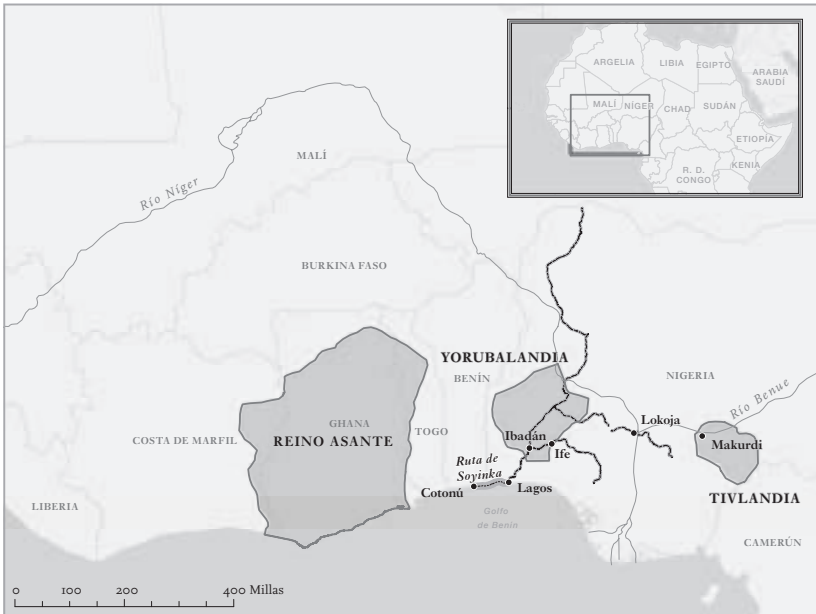 ARGELIA
LIBIA
EGIPTO
ARABIA
SAUDÍ
MALÍ
NÍGER
CHAD
SUDÁN
ETIOPÍA
KENIA
R. D.
CONGO
MALÍ
Río Níger
BURKINA FASO
YORUBALANDIA
BENÍN
NIGERIA
Río Benue
GHANA
REINO ASANTE
COSTA DE MARFIL
TOGO
Lokoja
Makurdi
Ibadán
Ife
Ruta de
Soyinka
Cotonú
Lagos
TIVLANDIA
LIBERIA
Golfo
de Benín
CAMERÚN
0 100 200 400 Millas